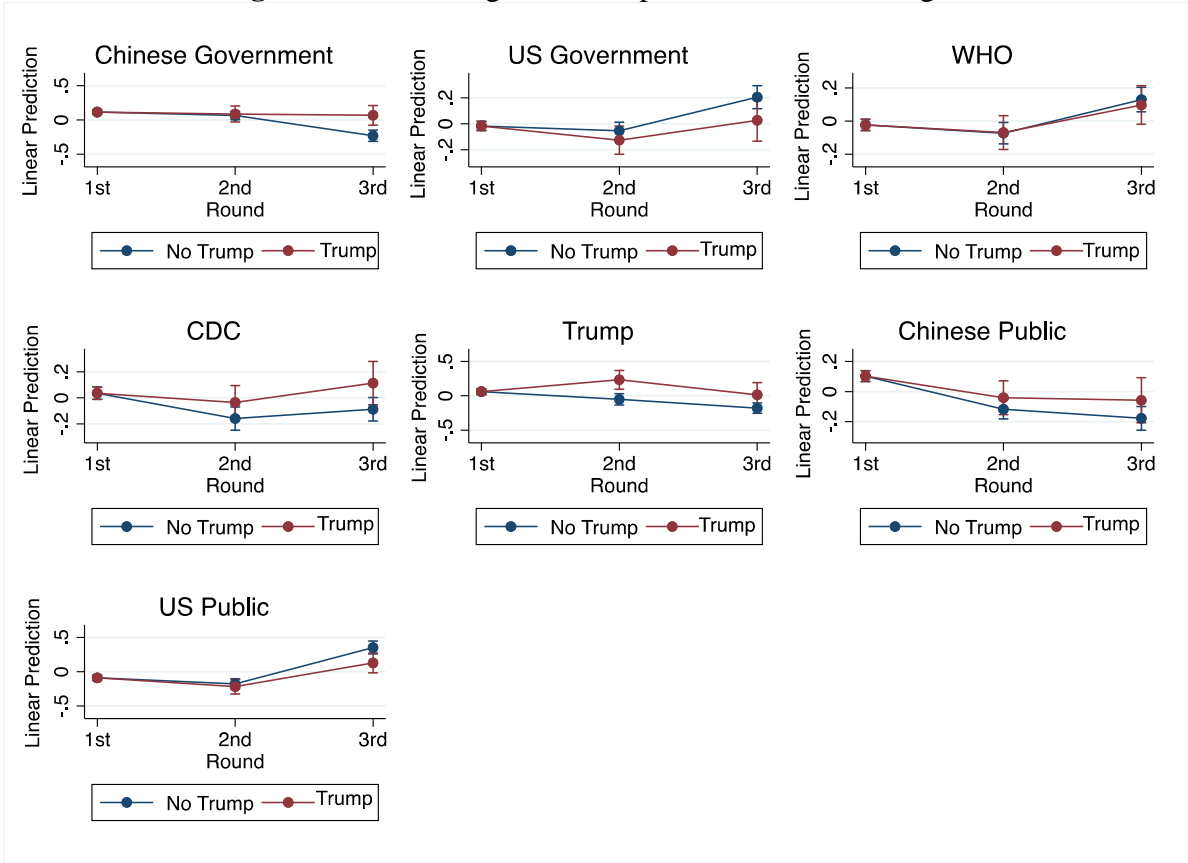 Chinese Government
Linear Prediction
.5
0
-.5
1st 2nd 3rd
Round
No Trump Trump
US Government
Linear Prediction
.2
0
-.2
1st 2nd 3rd
Round
No Trump Trump
WHO
Linear Prediction
.2
0
-.2
1st 2nd 3rd
Round
No Trump Trump
CDC
Linear Prediction
.2
0
-.2
1st 2nd 3rd
Round
No Trump Trump
Trump
Linear Prediction
.5
0
-.5
1st 2nd 3rd
Round
No Trump Trump
Chinese Public
Linear Prediction
.2
0
-.2
1st 2nd 3rd
Round
No Trump Trump
US Public
Linear Prediction
.5
0
-.5
1st 2nd 3rd
Round
No Trump Trump